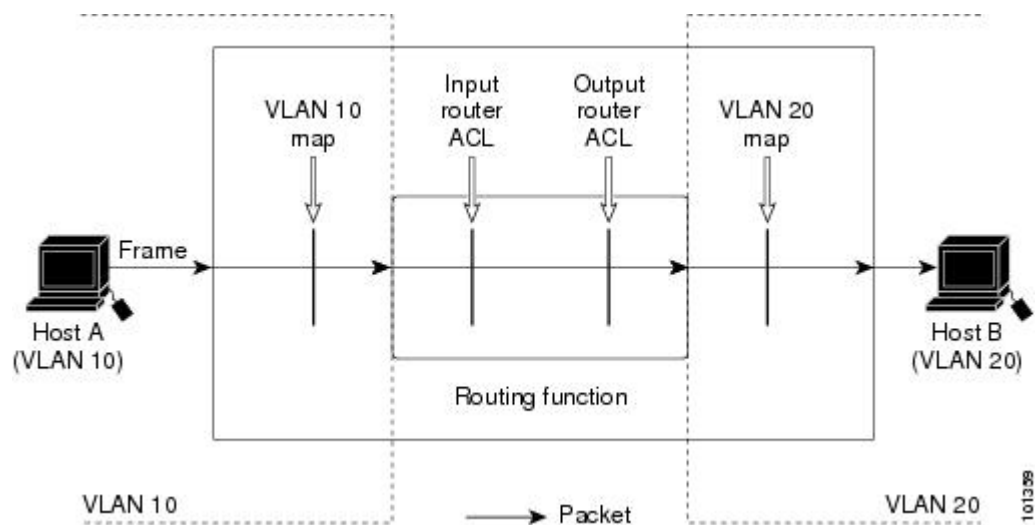 VLAN 10
map
Input
router
ACL
Output
router
ACL
VLAN 20
map
Frame
Host A
(VLAN 10)
Host B
(VLAN 20)
Routing function
VLAN 10
Packet
VLAN 20
101359